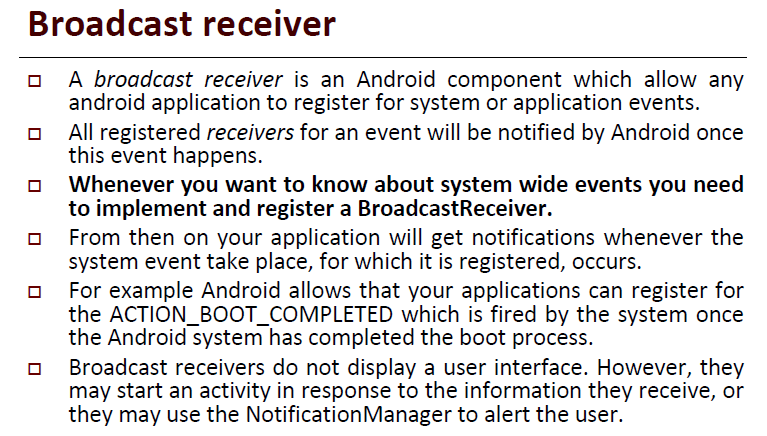 Broadcast receiver
A broadcast receiver is an Android component which allow any
android application to register for system or application events.
All registered receivers for an event will be notified by Android once
this event happens.
Whenever you want to know about system wide events you need
to implement and register a BroadcastReceiver.
From then on your application will get notifications whenever the
system event take place, for which it is registered, occurs.
For example Android allows that your applications can register for
the ACTION_BOOT_COMPLETED which is fired by the system once
the Android system has completed the boot process.
Broadcast receivers do not display a user interface. However, they
may start an activity in response to the information they receive, or
they may use the NotificationManager to alert the user.